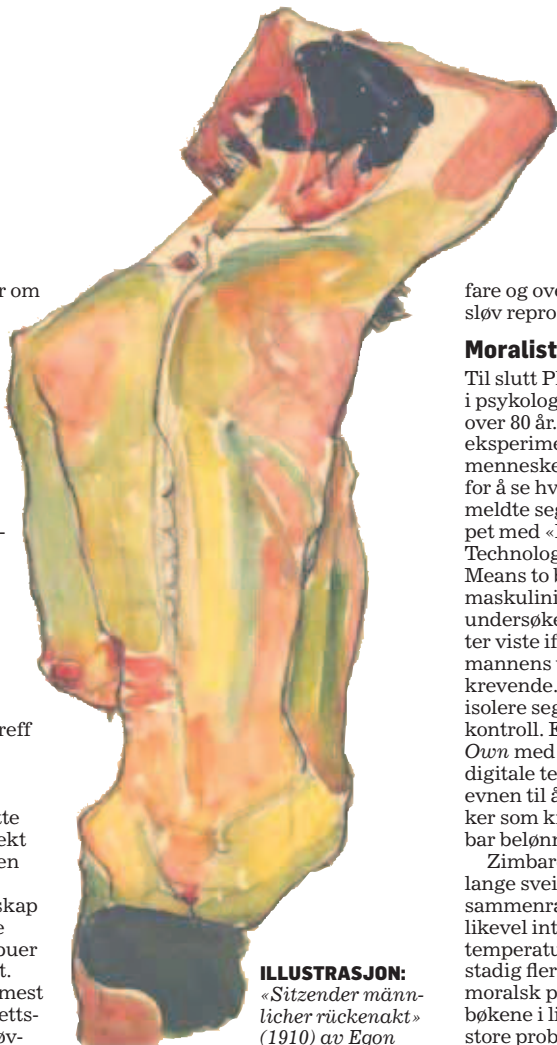 r om
-
reff
tte
ekt
en
skap
e
t.
mest
etts-
øv-
ILLUSTRASJON:
«Sitzender männ-
licher rückenakt»
(1910) av Egon
fare og ove
sløv repro
Moralist
Til slutt P
i psykolog
over 80 år.
eksperime
menneske
for å se hv
meldte seg
pet med «
Technolog
Means to b
maskulini
undersøke
ter viste if
mannens
krevende.
isolere seg
kontroll. E
Own med
digitale te
evnen til å
ker som k
bar belønn
Zimbar
lange svei
sammenra
likevel int
temperatu
stadig fler
moralsk p
bøkene i li
store prob